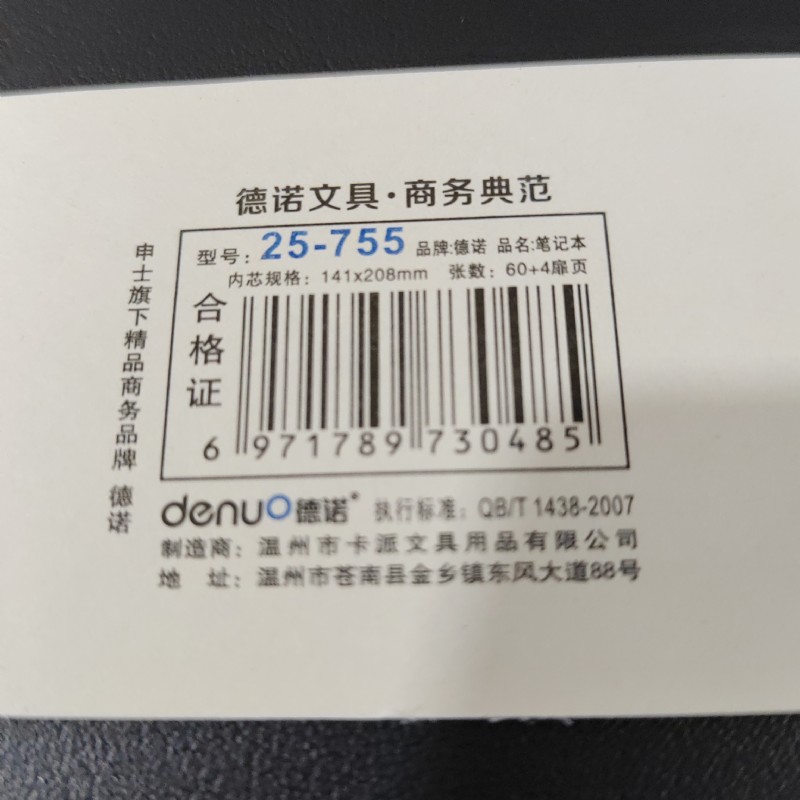 德诺文具·商务典范
型号: 25-755 品牌:德诺 品名:笔记本
内芯规格: 141x208mm 张数: 60+4扉页
合格证
6 971789 730485
申士旗下精品商务品牌 德诺
denuo德诺® 执行标准: QB/T 1438-2007
制造商: 温州市卡派文具用品有限公司
地 址: 温州市苍南县金乡镇东风大道88号